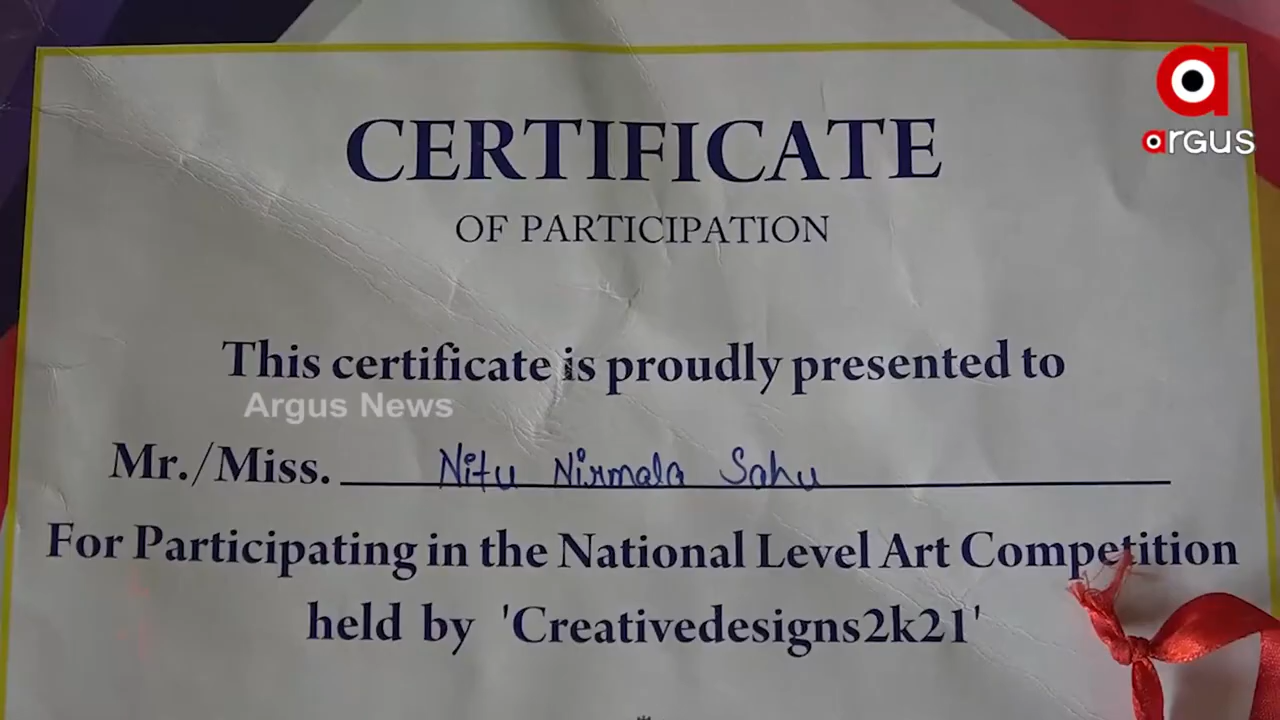 CERTIFICATE
OF PARTICIPATION
argus
This certificate is proudly presented to
Argus News
Mr./Miss. Nitu Nirmala Sahu
For Participating in the National Level Art Competition
held by 'Creativedesigns2k21'